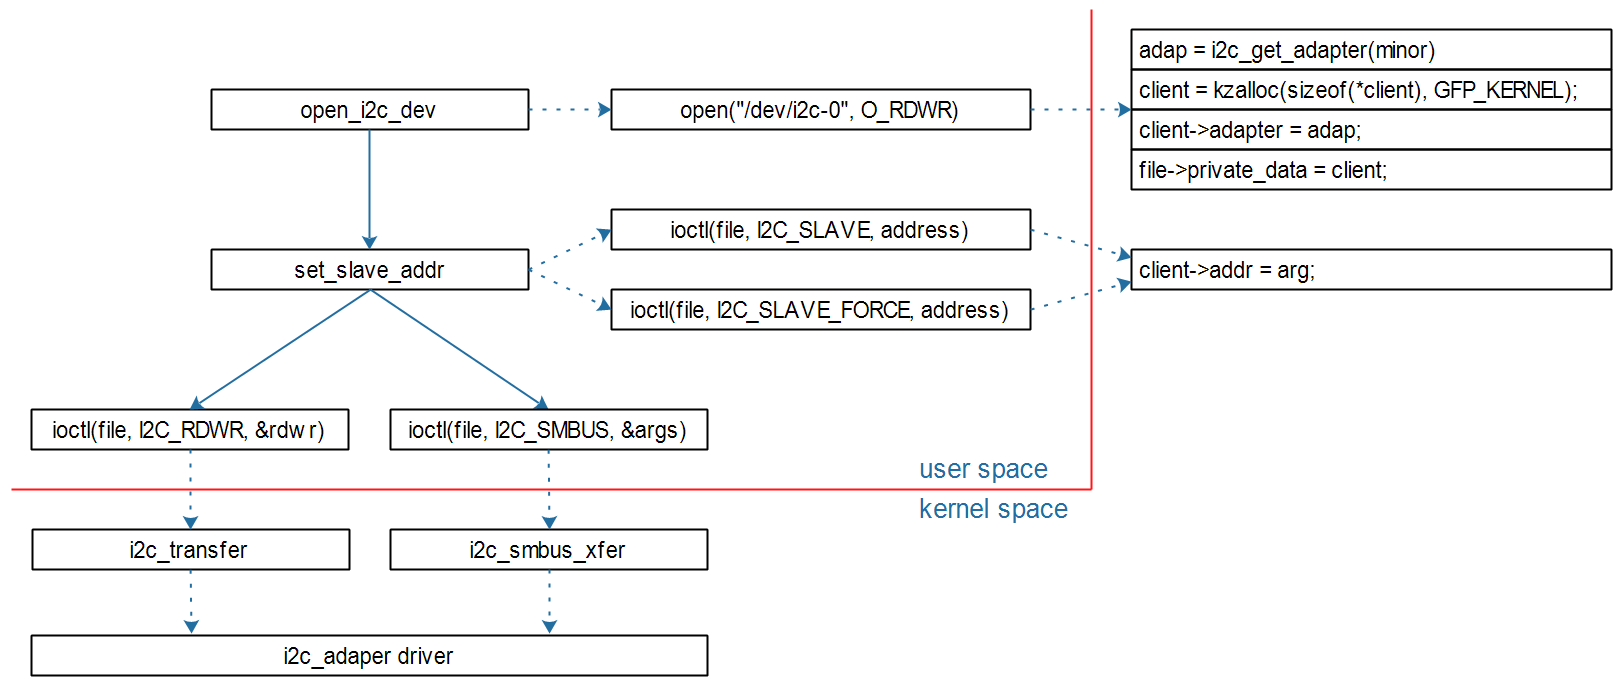 adap = i2c_get_adapter(minor)
client = kzalloc(sizeof(*client), GFP_KERNEL);
open_i2c_dev
open("/dev/i2c-0", O_RDWR)
client->adapter = adap;
file->private_data = client;
ioctl(file, I2C_SLAVE, address)
set_slave_addr
client->addr = arg;
ioctl(file, I2C_SLAVE_FORCE, address)
ioctl(file, I2C_RDWR, &rdwr)
ioctl(file, I2C_SMBUS, &args)
user space
kernel space
i2c_transfer
i2c_smbus_xfer
i2c_adaper driver